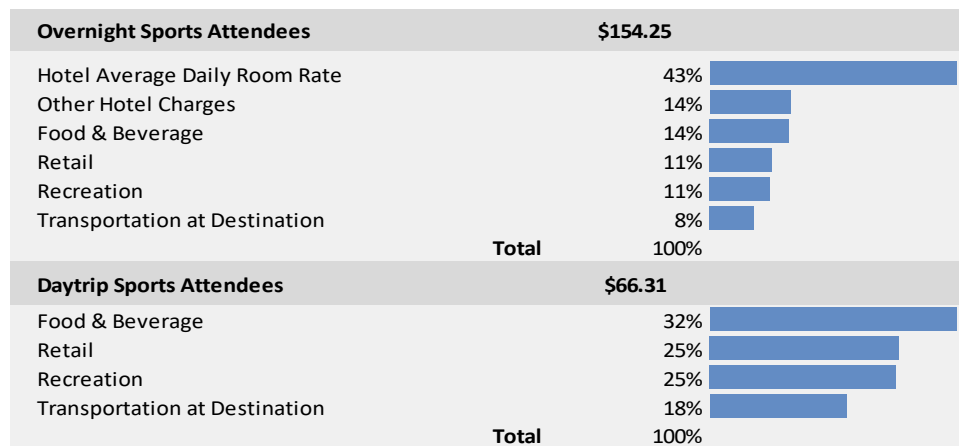 Overnight Sports Attendees $154.25
Hotel Average Daily Room Rate 43%
Other Hotel Charges 14%
Food & Beverage 14%
Retail 11%
Recreation 11%
Transportation at Destination 8%
Total 100%
Daytrip Sports Attendees $66.31
Food & Beverage 32%
Retail 25%
Recreation 25%
Transportation at Destination 18%
Total 100%